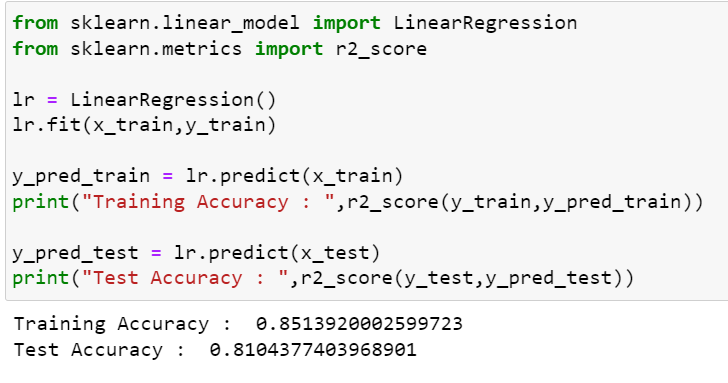 from sklearn.linear_model import LinearRegression
from sklearn.metrics import r2_score
lr = LinearRegression()
lr.fit(x_train,y_train)
y_pred_train = lr.predict(x_train)
print("Training Accuracy : ",r2_score(y_train,y_pred_train))
y_pred_test = lr.predict(x_test)
print("Test Accuracy : ",r2_score(y_test,y_pred_test))
Training Accuracy :  0.8513920002599723
Test Accuracy :  0.8104377403968901